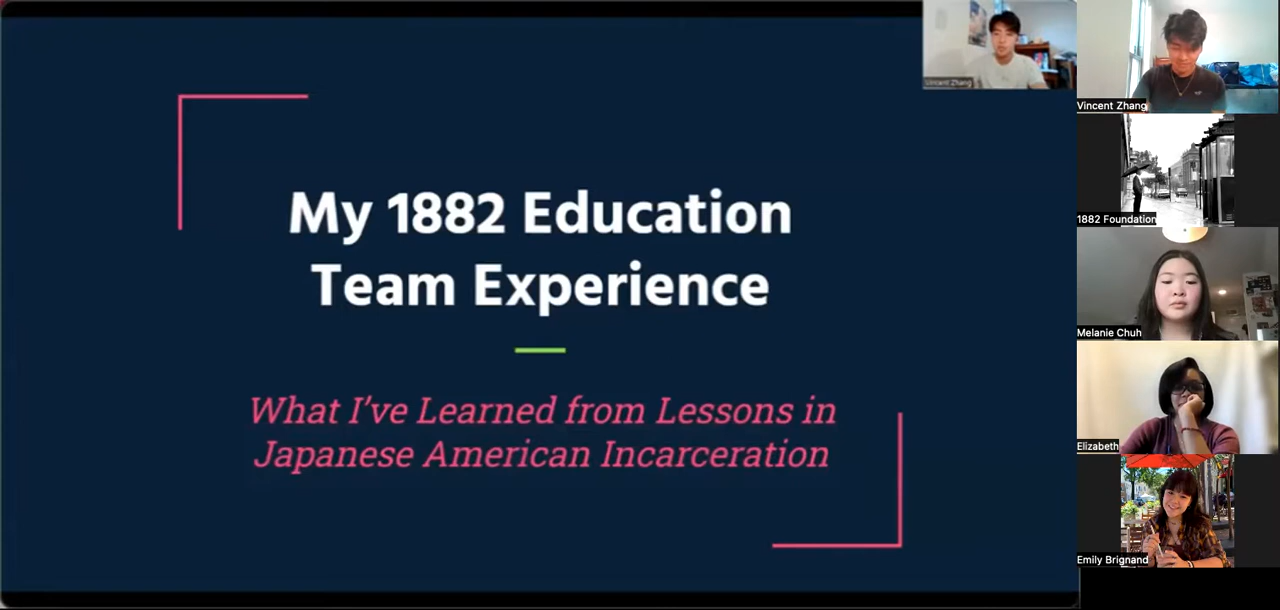 My 1882 Education
Team Experience
What I've Learned from Lessons in
Japanese American Incarceration
Vincent Zhang
Vincent Zhang
1882 Foundation
Melanie Chuh
Elizabeth
Emily Brignand